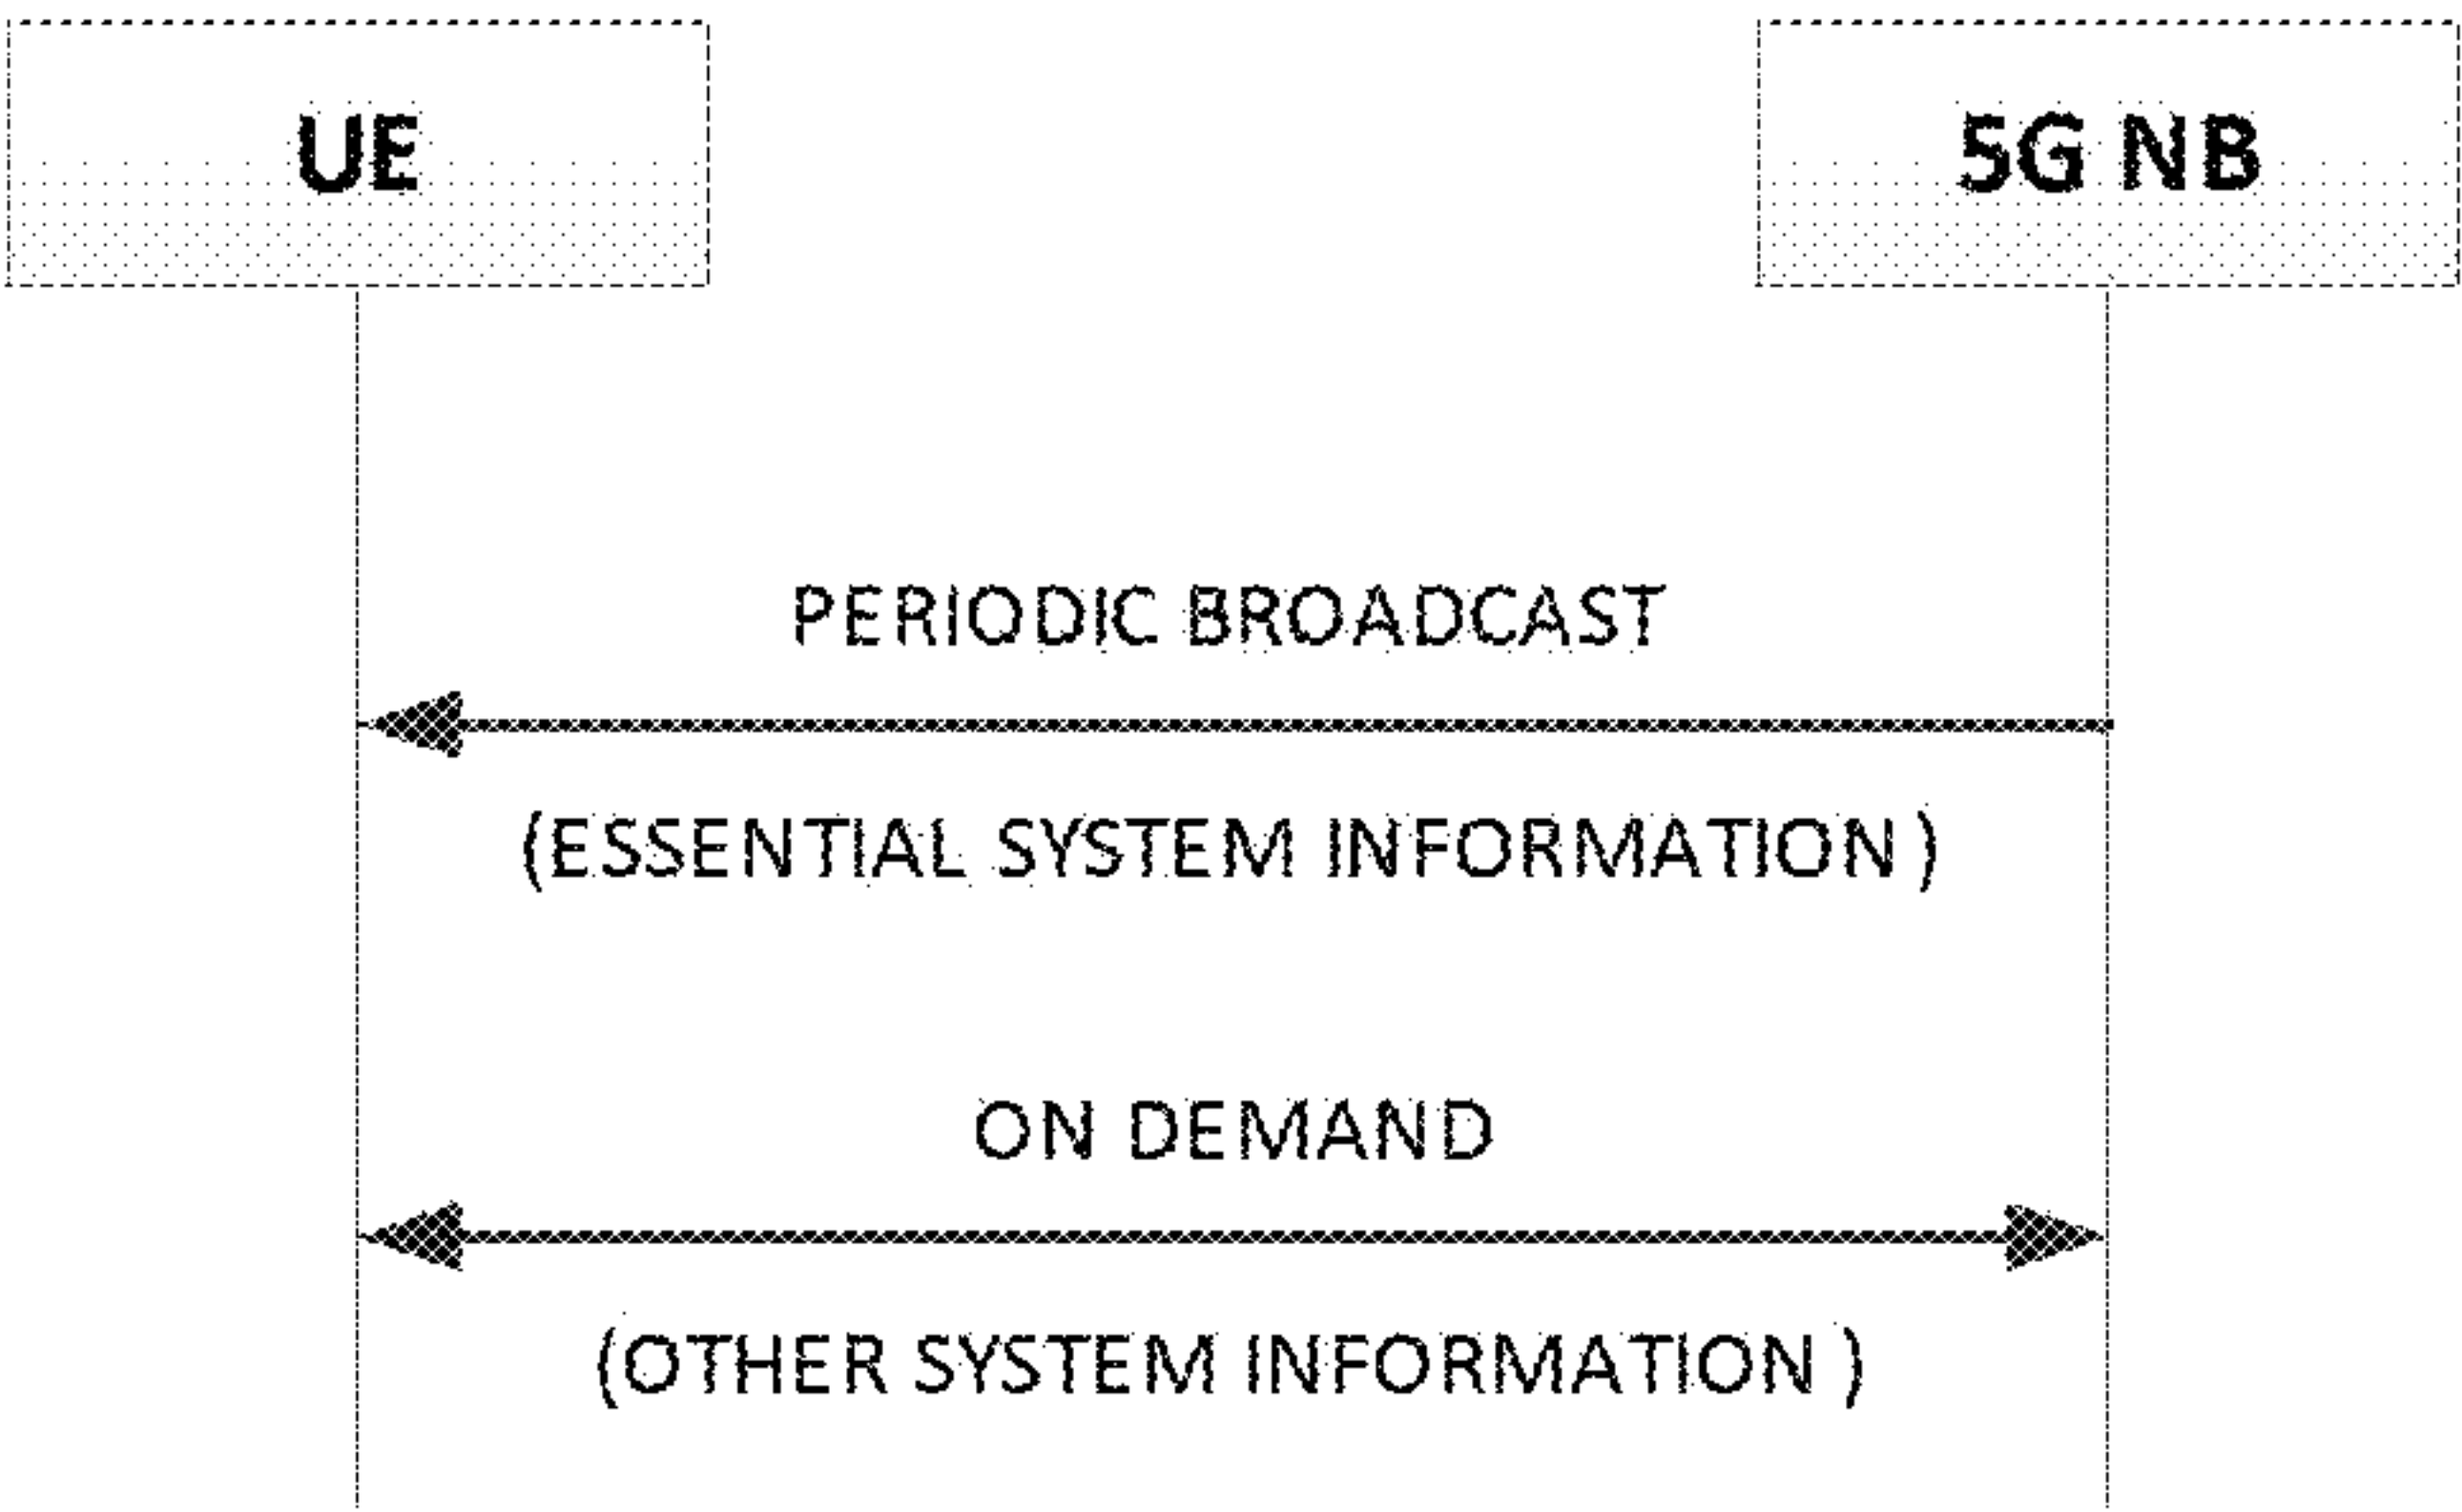 UE
5G NB
PERIODIC BROADCAST
(ESSENTIAL SYSTEM INFORMATION )
ON DEMAND
(OTHER SYSTEM INFORMATION )